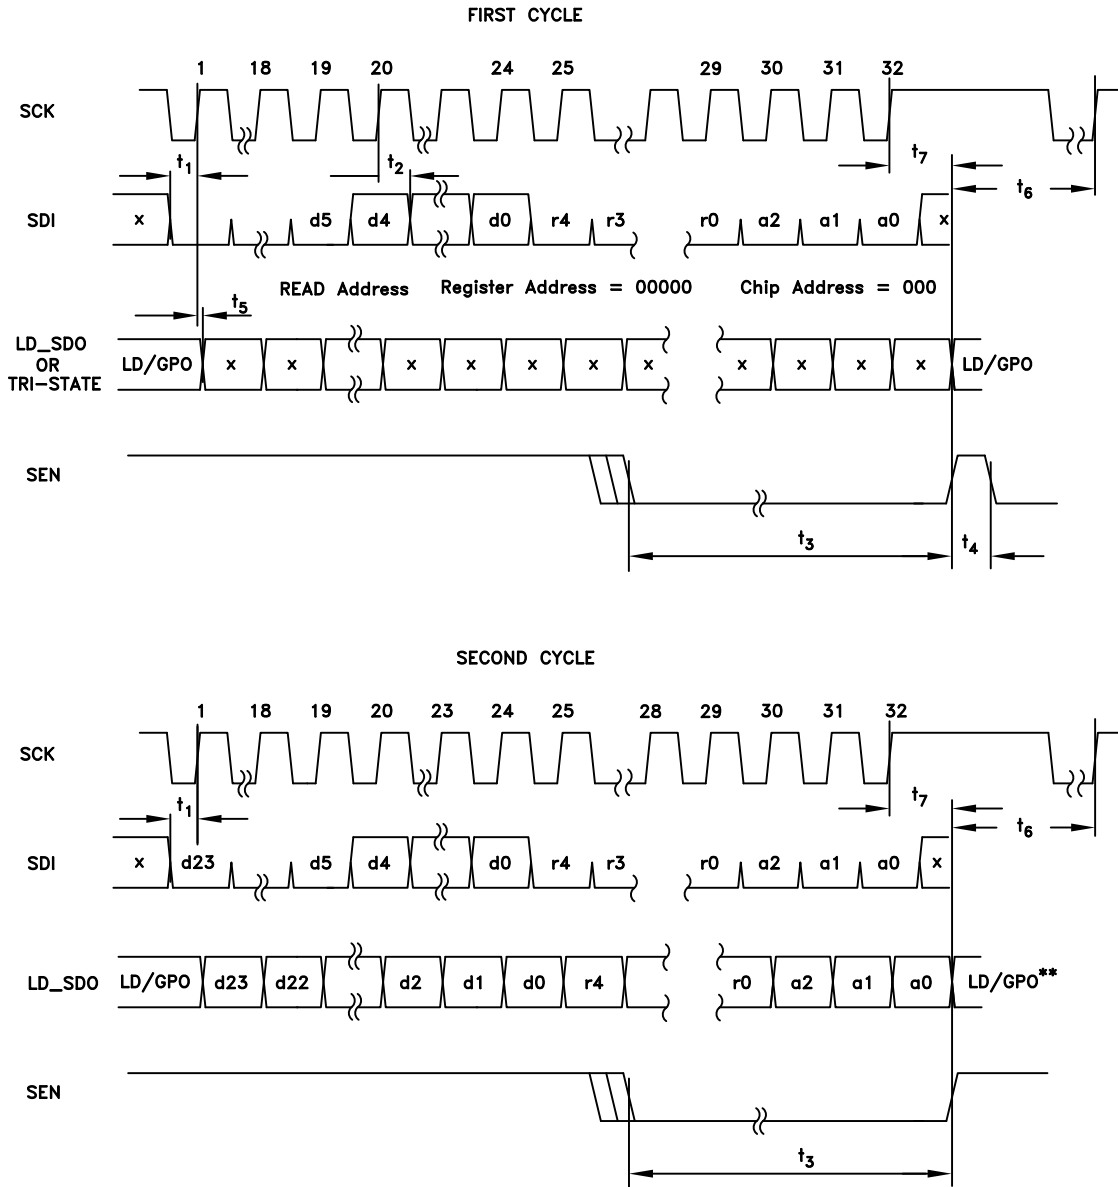 FIRST CYCLE
1 18 19 20 24 25 29 30 31 32
SCK
t1 t2 t7
t6
SDI x d5 d4 d0 r4 r3 r0 a2 a1 a0 x
READ Address Register Address = 00000 Chip Address = 000
t5
LD_SDO
OR
TRI-STATE
LD/GPO x x x x x x x x x x x LD/GPO
SEN
t3 t4
SECOND CYCLE
1 18 19 20 23 24 25 28 29 30 31 32
SCK
t1 t7
t6
SDI x d23 d5 d4 d0 r4 r3 r0 a2 a1 a0 x
LD_SDO LD/GPO d23 d22 d2 d1 d0 r4 r0 a2 a1 a0 LD/GPO**
SEN
t3